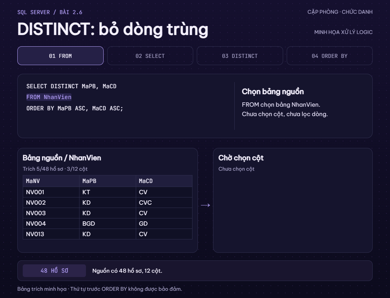 SQL SERVER / BÀI 2.6
CẶP PHÒNG · CHỨC DANH
DISTINCT: bỏ dòng trùng
MINH HỌA XỬ LÝ LOGIC
01 FROM
02 SELECT
03 DISTINCT
04 ORDER BY
SELECT DISTINCT MaPB, MaCD
FROM NhanVien
ORDER BY MaPB ASC, MaCD ASC;
Chọn bảng nguồn
FROM chọn bảng NhanVien.
Chưa chọn cột, chưa lọc dòng.
Bảng nguồn / NhanVien
Trích 5/48 hồ sơ · 3/12 cột
MaNV MaPB MaCD
NV001 KT CV
NV002 KD CVC
NV003 KD CV
NV004 BGD GD
NV013 KD CV
→
Chờ chọn cột
Chưa chọn cột
48 HỒ SƠ
Nguồn có 48 hồ sơ, 12 cột.
Bảng trích minh họa · Thứ tự trước ORDER BY không được bảo đảm.